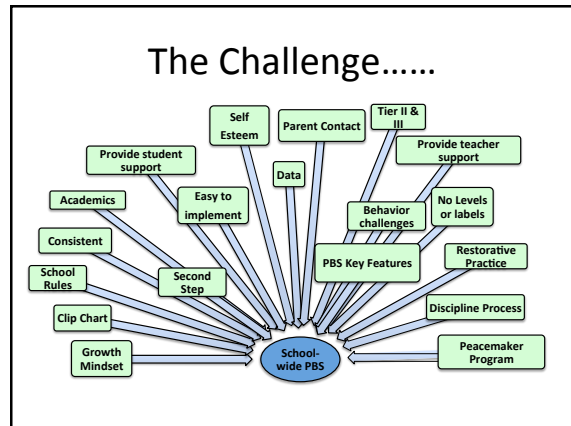 The Challenge……
Self
Esteem
Parent Contact
Tier II &
III
Provide student
support
Data
Provide teacher
support
Academics
Easy to
implement
Behavior
challenges
No Levels
or labels
Consistent
PBS Key Features
Restorative
Practice
School
Rules
Second
Step
Clip Chart
Discipline Process
Growth
Mindset
School-
wide PBS
Peacemaker
Program